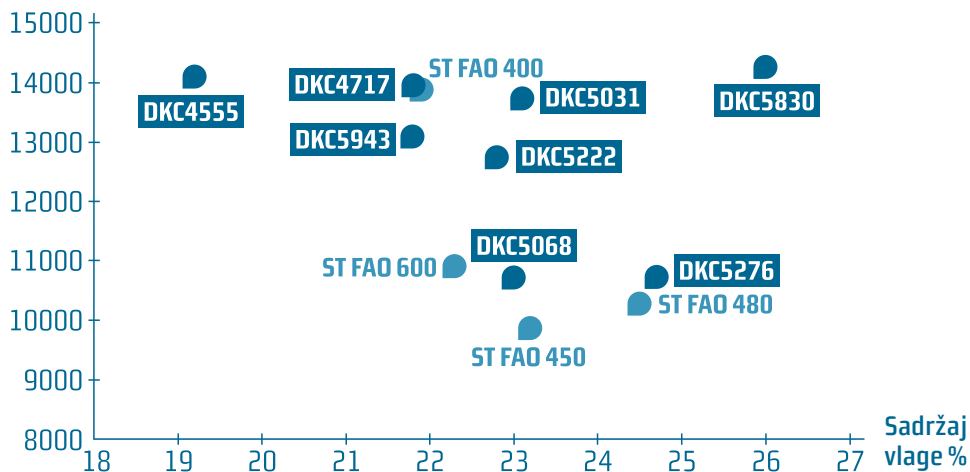 15000
14000
13000
12000
11000
10000
9000
8000
DKC4555
DKC4717
ST FAO 400
DKC5943
DKC5031
DKC5222
DKC5830
ST FAO 600
DKC5068
DKC5276
ST FAO 480
ST FAO 450
18 19 20 21 22 23 24 25 26 27
Sadržaj
vlage %